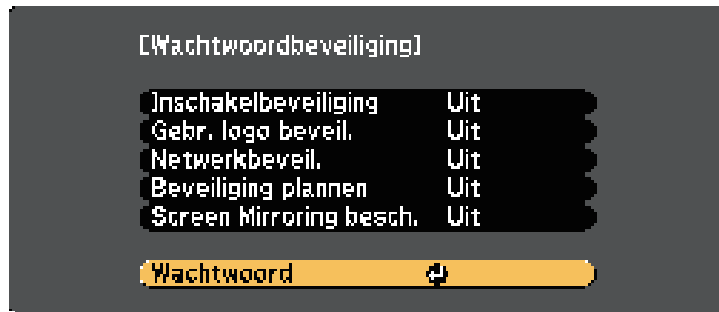 [Wachtwoordbeveiliging]
Inschakelbeveiliging Uit
Gebr. logo beveil. Uit
Netwerkbeveil. Uit
Beveiliging plannen Uit
Screen Mirroring besch. Uit
Wachtwoord